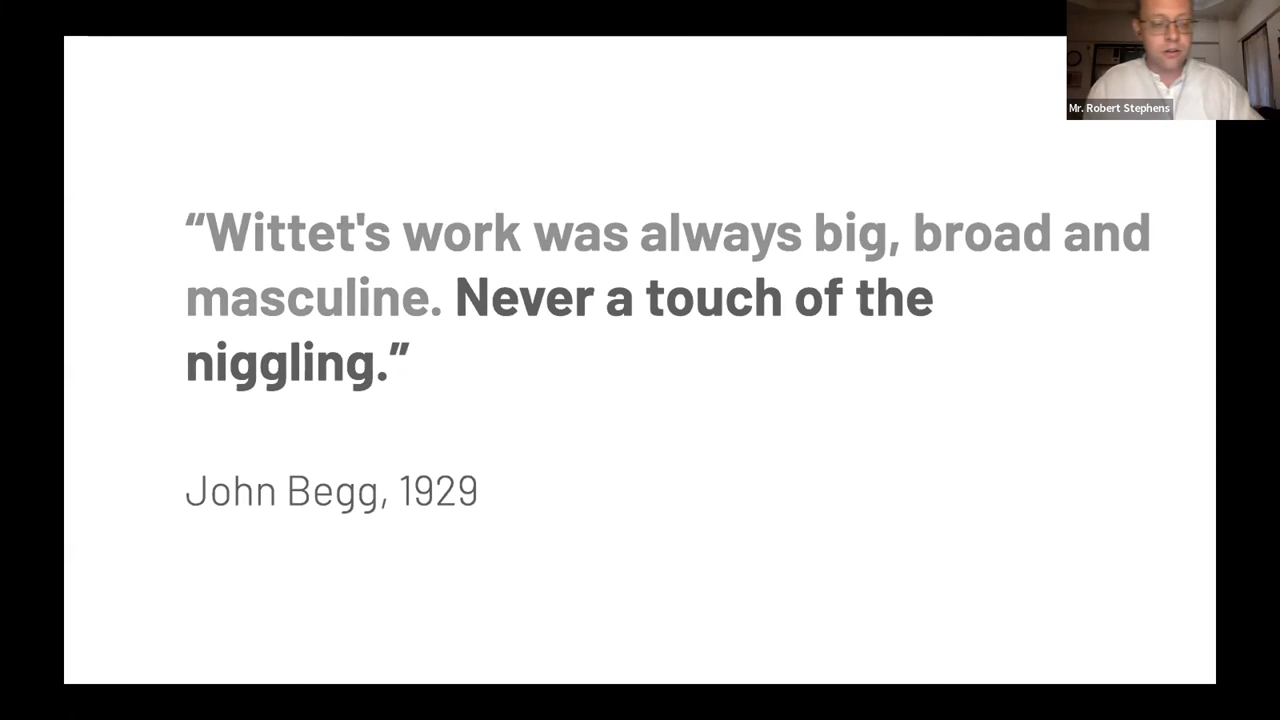 Mr. Robert Stephens
“Wittet's work was always big, broad and
masculine. Never a touch of the
niggling.”
John Begg, 1929